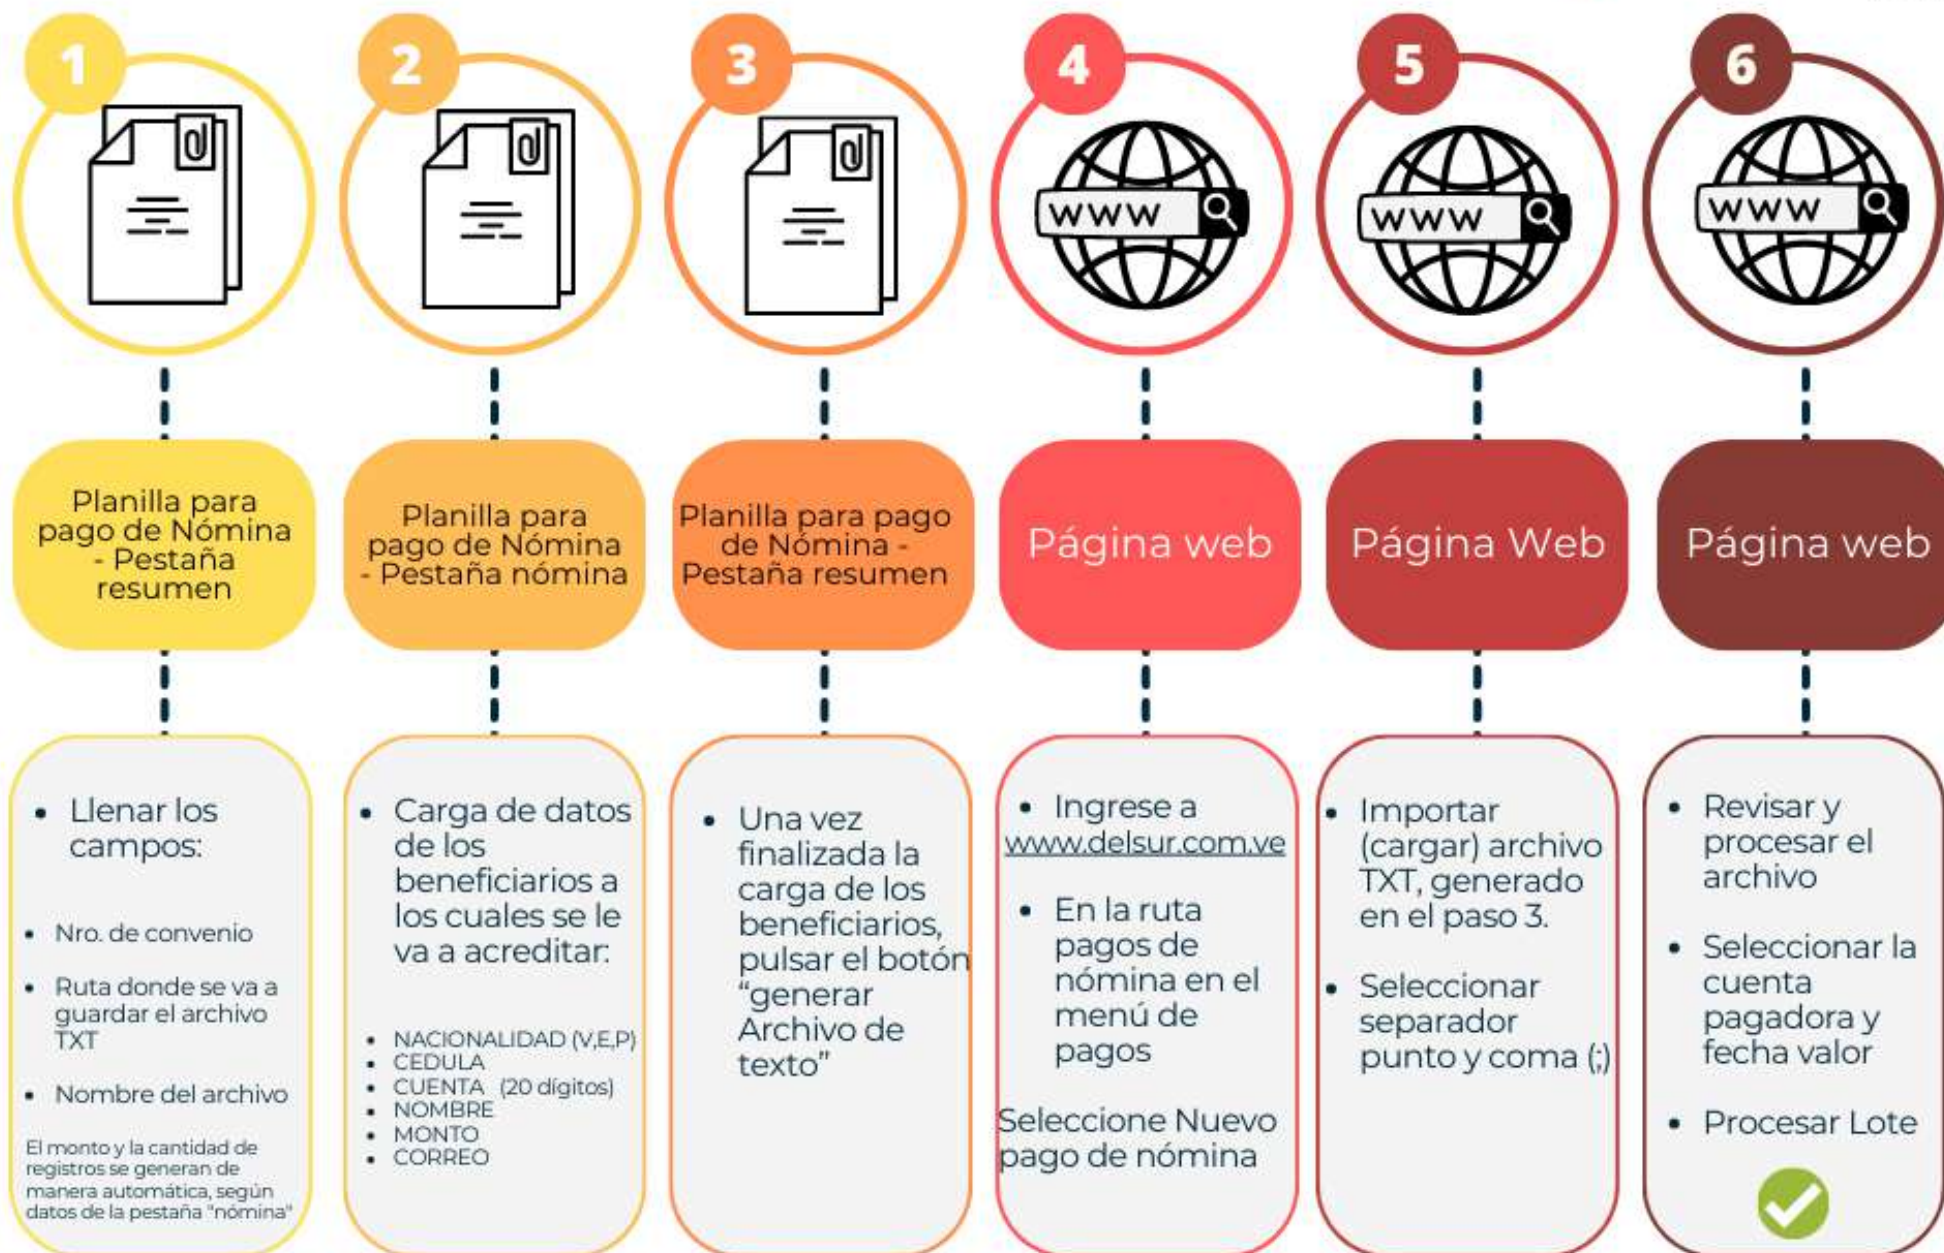 1
Planilla para
pago de Nómina
- Pestaña
resumen
• Llenar los
campos:
• Nro. de convenio
• Ruta donde se va a
guardar el archivo
TXT
• Nombre del archivo
El monto y la cantidad de
registros se generan de
manera automática, según
datos de la pestaña "nómina"
2
Planilla para
pago de Nómina
- Pestaña nómina
• Carga de datos
de los
beneficiarios a
los cuales se le
va a acreditar:
• NACIONALIDAD (V,E,P)
• CEDULA
• CUENTA (20 dígitos)
• NOMBRE
• MONTO
• CORREO
3
Planilla para pago
de Nómina -
Pestaña resumen
• Una vez
finalizada la
carga de los
beneficiarios,
pulsar el botón
“generar
Archivo de
texto”
4
WWW
Página web
• Ingrese a
www.delsur.com.ve
• En la ruta
pagos de
nómina en el
menú de
pagos
Seleccione Nuevo
pago de nómina
5
WWW
Página Web
• Importar
(cargar) archivo
TXT, generado
en el paso 3.
• Seleccionar
separador
punto y coma (;)
6
WWW
Página web
• Revisar y
procesar el
archivo
• Seleccionar la
cuenta
pagadora y
fecha valor
• Procesar Lote